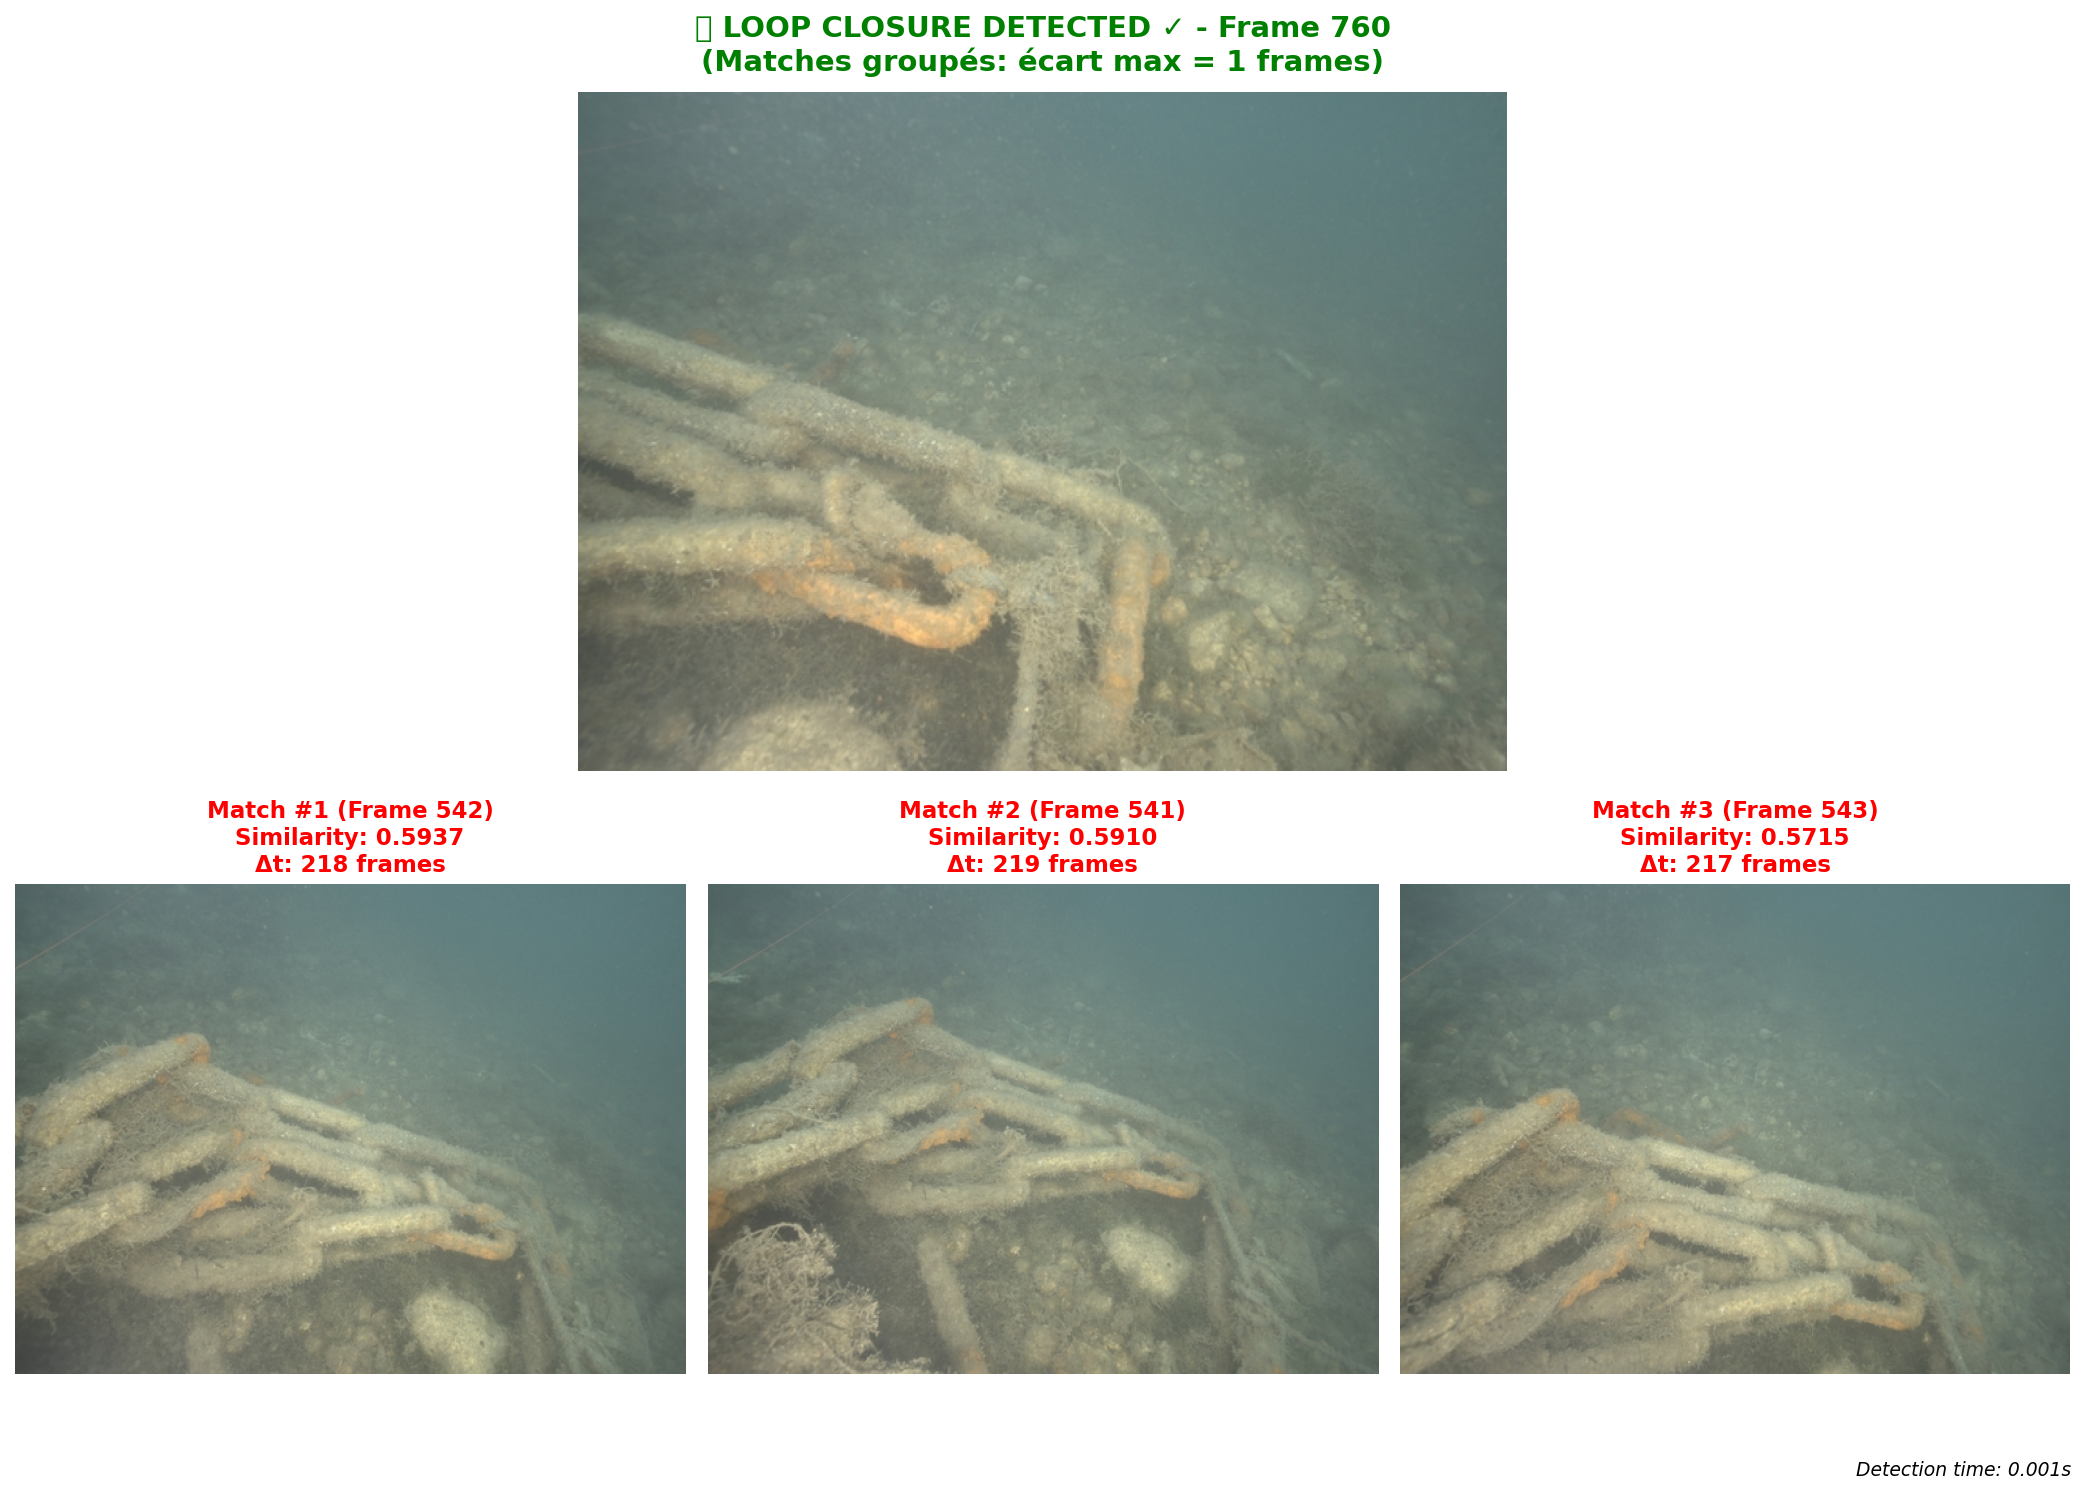 LOOP CLOSURE DETECTED ✓ - Frame 760
(Matches groupés: écart max = 1 frames)
Match #1 (Frame 542)
Similarity: 0.5937
Δt: 218 frames
Match #2 (Frame 541)
Similarity: 0.5910
Δt: 219 frames
Match #3 (Frame 543)
Similarity: 0.5715
Δt: 217 frames
Detection time: 0.001s